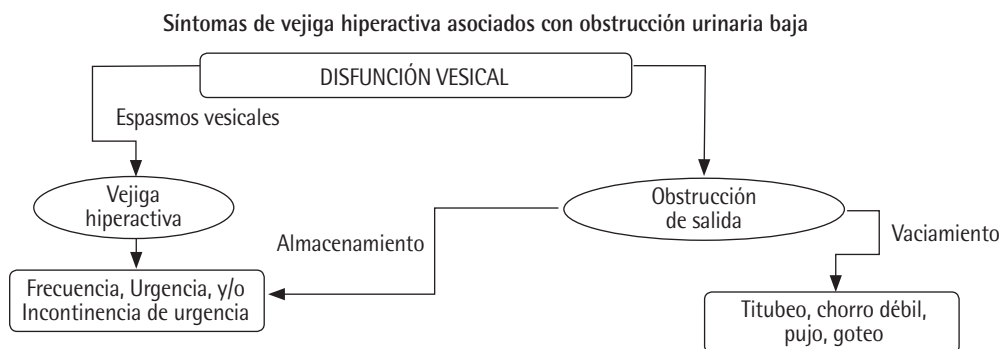 Síntomas de vejiga hiperactiva asociados con obstrucción urinaria baja
DISFUNCIÓN VESICAL
Espasmos vesicales
Vejiga
hiperactiva
Obstrucción
de salida
Almacenamiento
Vaciamiento
Frecuencia, Urgencia, y/o
Incontinencia de urgencia
Titubeo, chorro débil,
pujo, goteo